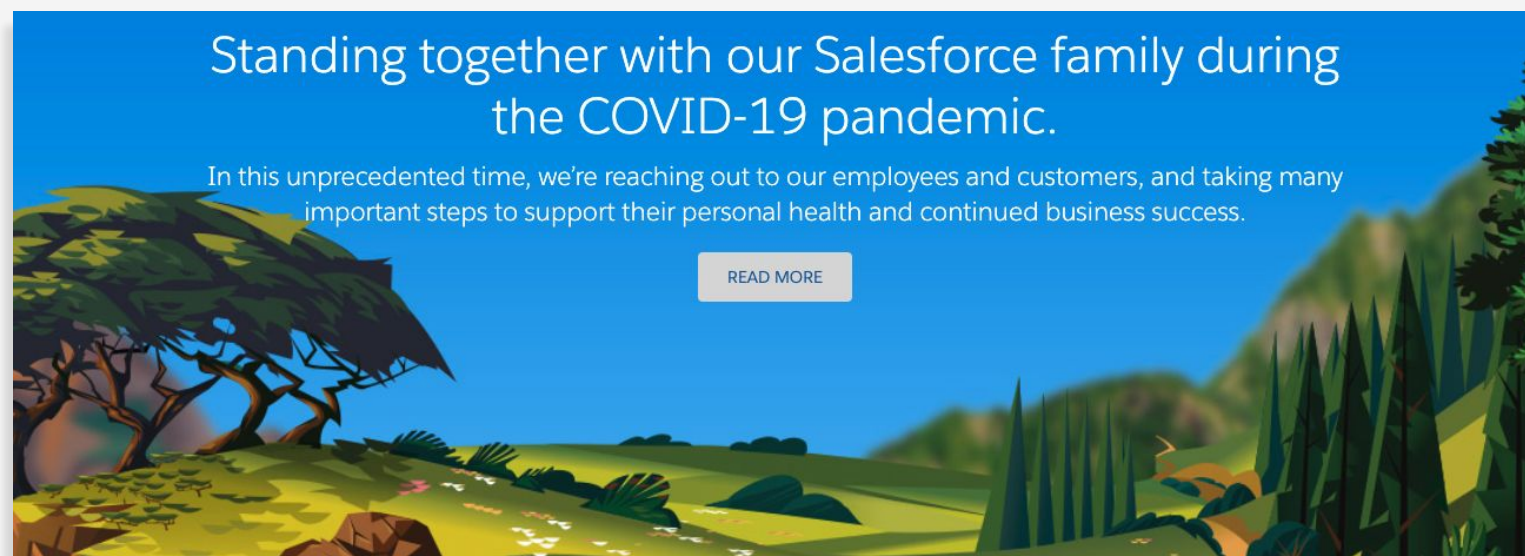 Standing together with our Salesforce family during
the COVID-19 pandemic.
In this unprecedented time, we're reaching out to our employees and customers, and taking many
important steps to support their personal health and continued business success.
READ MORE